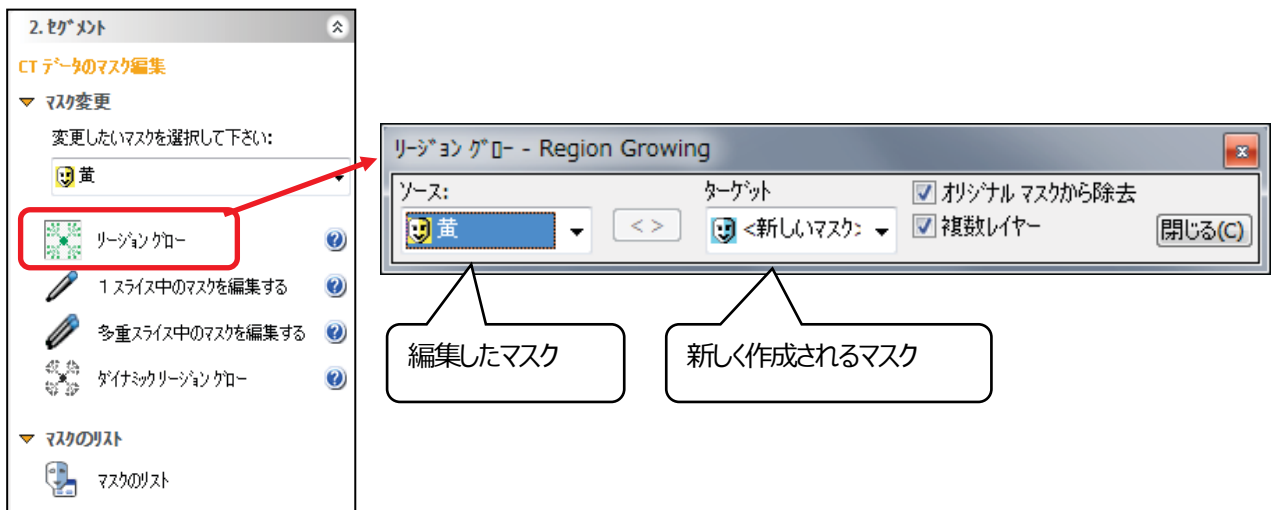 2. ｾｸﾞﾒﾝﾄ
CT ﾃﾞｰﾀのﾏｽｸ編集
ﾏｽｸ変更
変更したいﾏｽｸを選択して下さい:
黄
ﾘｰｼﾞｮﾝ ｸﾞﾛｰ
1 ｽﾗｲｽ中のﾏｽｸを編集する
多重ｽﾗｲｽ中のﾏｽｸを編集する
ﾀﾞｲﾅﾐｯｸ ﾘｰｼﾞｮﾝ ｸﾞﾛｰ
ﾏｽｸのﾘｽﾄ
ﾏｽｸのﾘｽﾄ
ﾘｰｼﾞｮﾝ ｸﾞﾛｰ - Region Growing
ｿｰｽ:
黄
< >
ﾀｰｹﾞｯﾄ
<新しいﾏｽｸ>
オリジナル マスクから除去
複数レイヤー
閉じる(C)
編集したマスク
新しく作成されるマスク